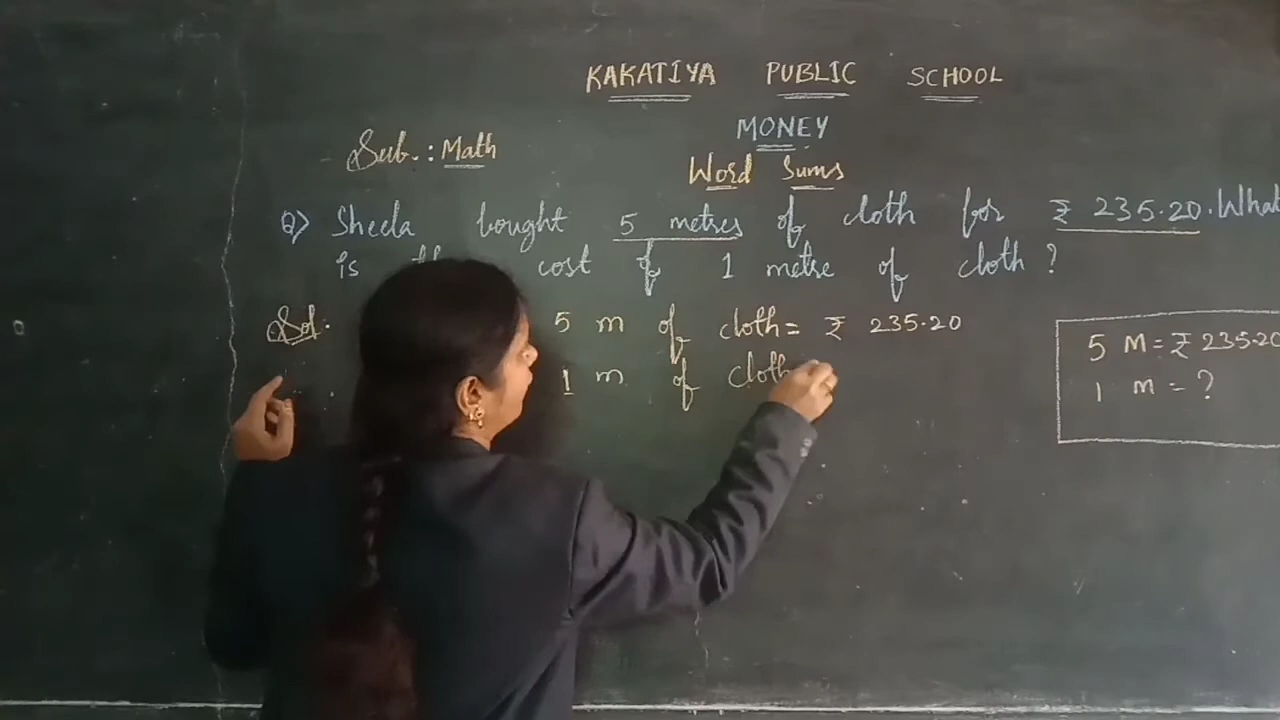 KAKATIYA PUBLIC SCHOOL
MONEY
Sub. : Math
Word Sums
Q) Sheela bought 5 metres of cloth for ₹ 235.20. What
is cost of 1 metre of cloth ?
Sol. 5 m of cloth = ₹ 235.20
1 m of cloth
5 M = ₹ 235.20
1 m = ?